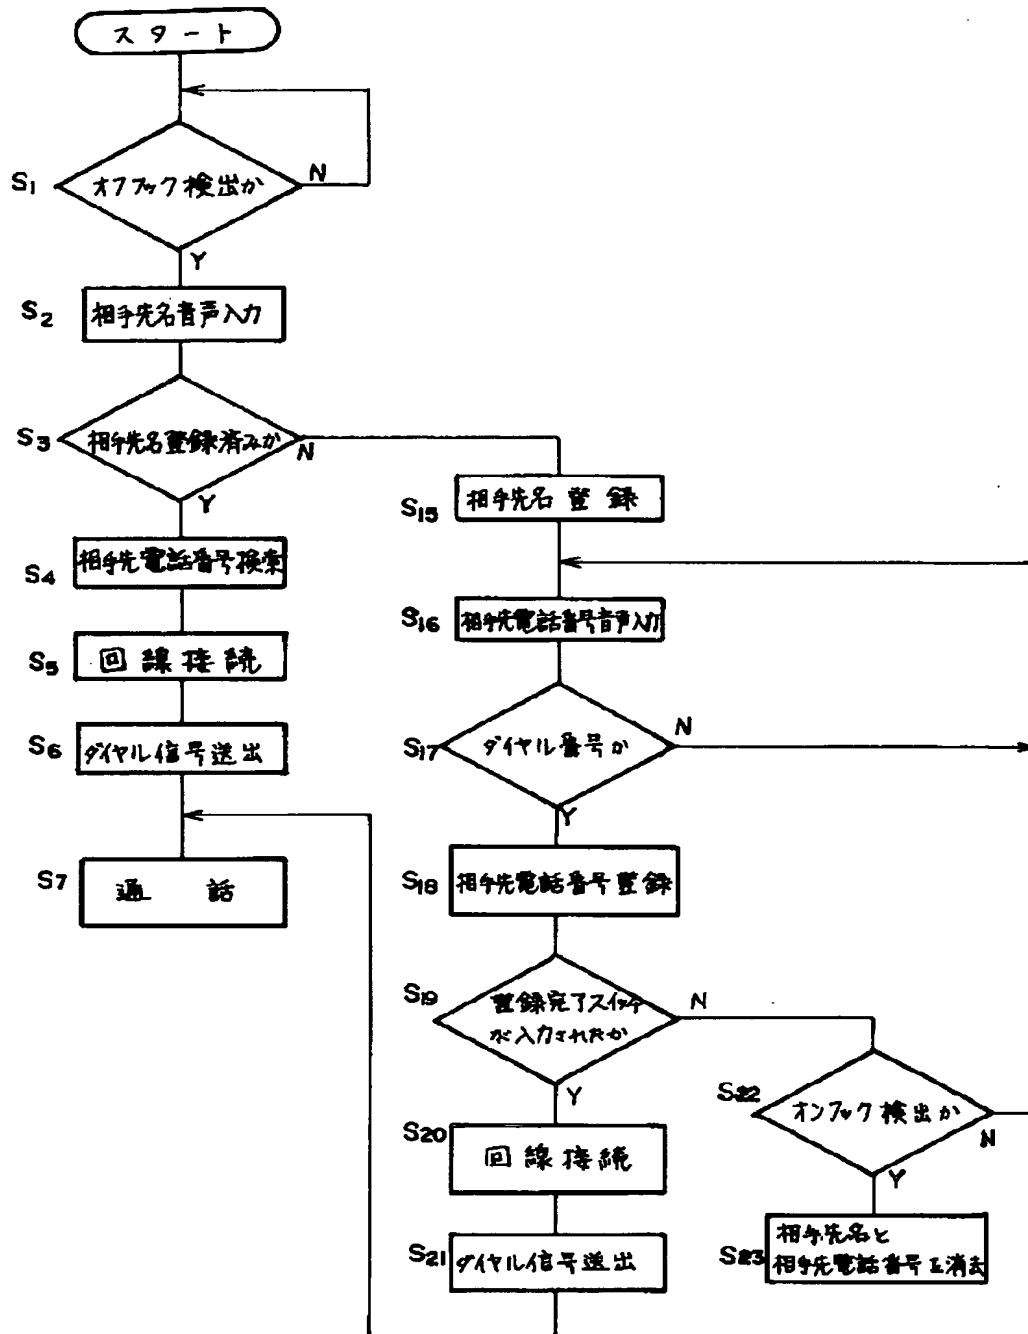 スタート
S1 オフフック検出か N
Y
S2 相手先名音声入力
S3 相手先名登録済みか N
Y
S4 相手先電話番号検索
S5 回線接続
S6 ダイヤル信号送出
S7 通話
S15 相手先名登録
S16 相手先電話番号音声入力
S17 ダイヤル番号か N
Y
S18 相手先電話番号登録
S19 登録完了スイッチ
が入力されたか N
Y
S20 回線接続
S21 ダイヤル信号送出
S22 オンフック検出か N
Y
S23 相手先名と
相手先電話番号を消去